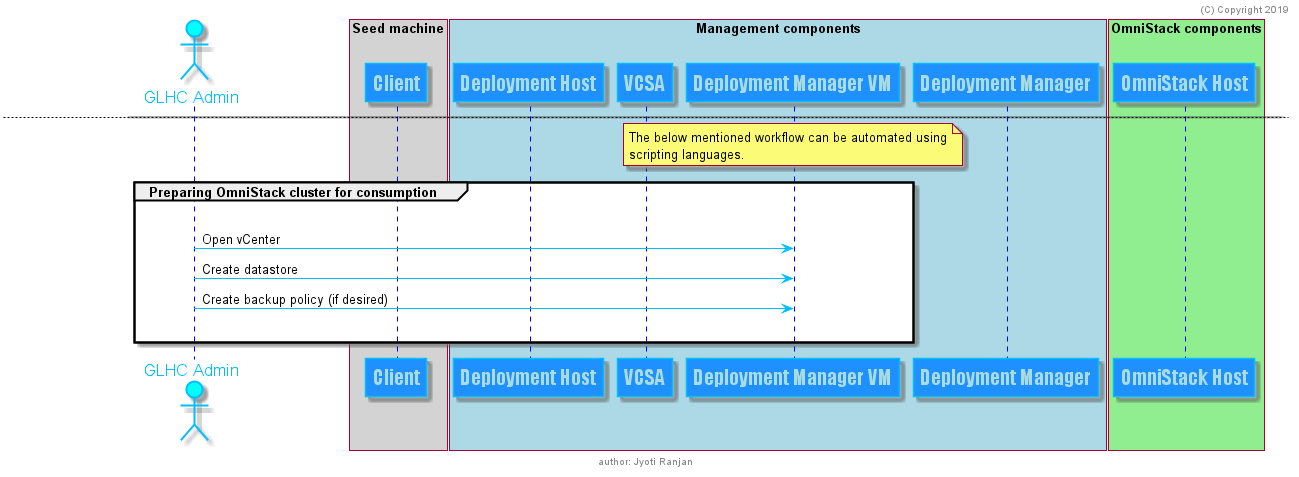 (C) Copyright 2019
Seed machine
Management components
OmniStack components
GLHC Admin
Client
Deployment Host
VCSA
Deployment Manager VM
Deployment Manager
OmniStack Host
The below mentioned workflow can be automated using
scripting languages.
Preparing OmniStack cluster for consumption
Open vCenter
Create datastore
Create backup policy (if desired)
GLHC Admin
Client
Deployment Host
VCSA
Deployment Manager VM
Deployment Manager
OmniStack Host
author: Jyoti Ranjan